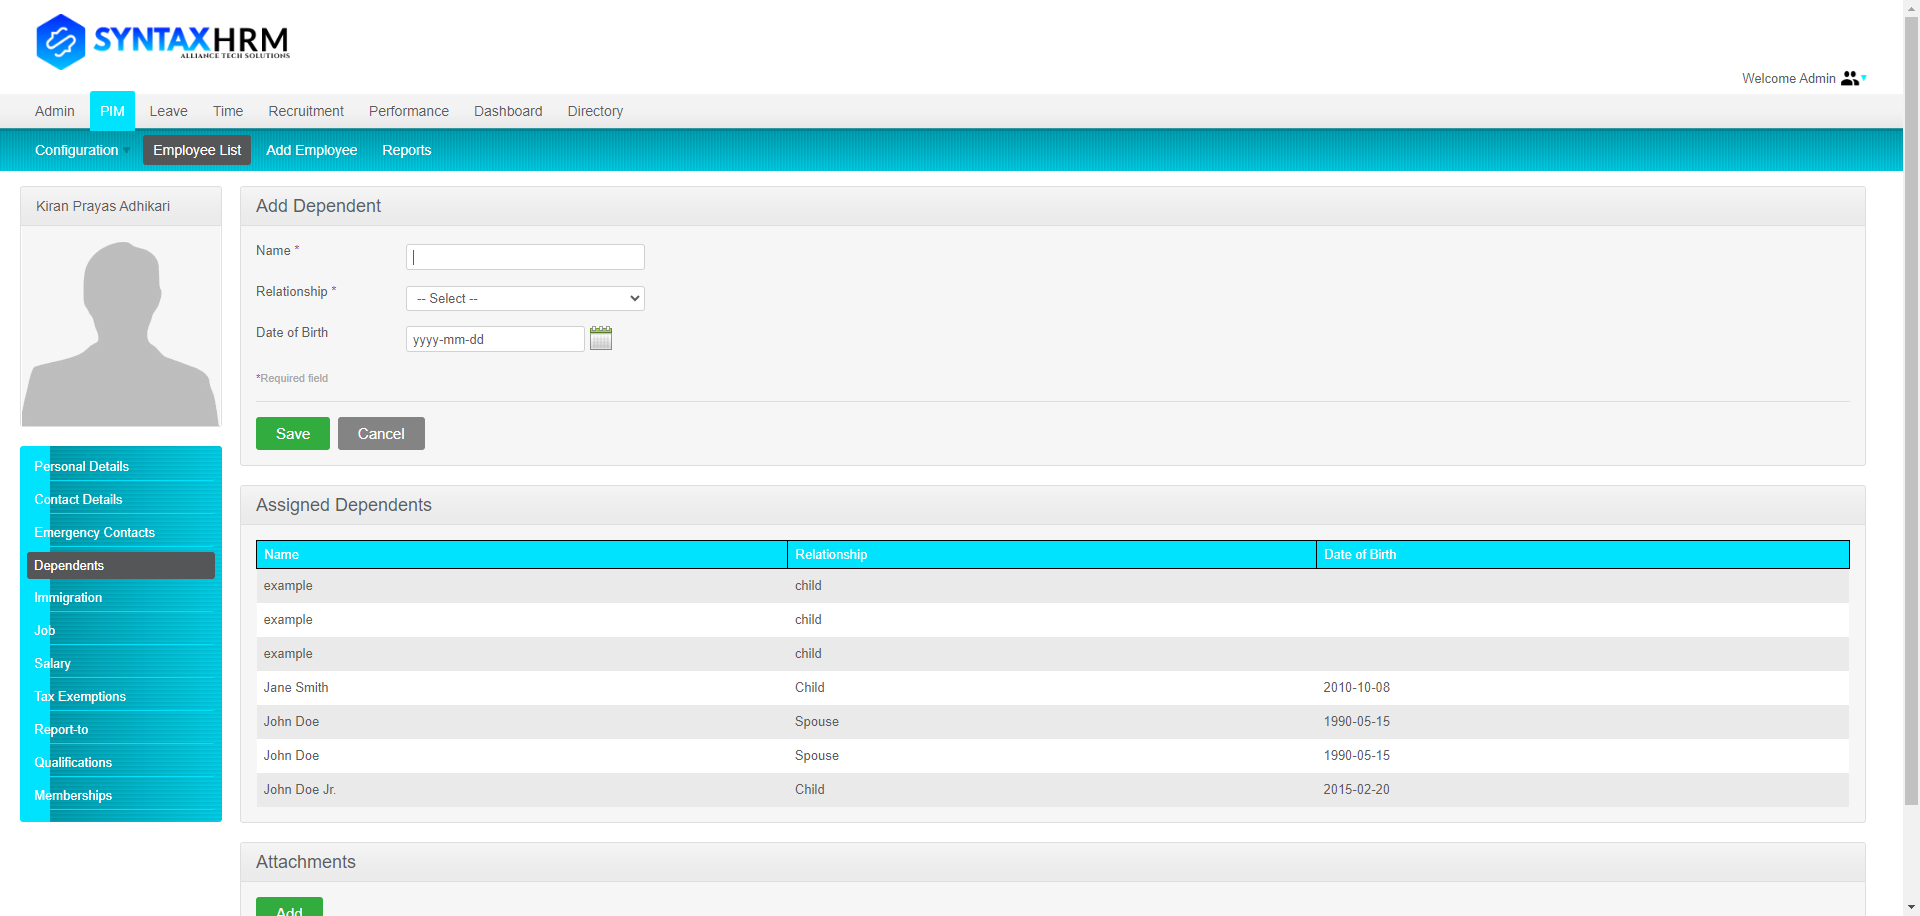 SYNTAXHRM
ALLIANCE TECH SOLUTIONS
Welcome Admin
Admin PIM Leave Time Recruitment Performance Dashboard Directory
Configuration Employee List Add Employee Reports
Kiran Prayas Adhikari
Add Dependent
Name *
Relationship * -- Select --
Date of Birth yyyy-mm-dd
*Required field
Save Cancel
Personal Details
Contact Details
Emergency Contacts
Dependents
Immigration
Job
Salary
Tax Exemptions
Report-to
Qualifications
Memberships
Assigned Dependents
Name Relationship Date of Birth
example child
example child
example child
Jane Smith Child 2010-10-08
John Doe Spouse 1990-05-15
John Doe Spouse 1990-05-15
John Doe Jr. Child 2015-02-20
Attachments
Add